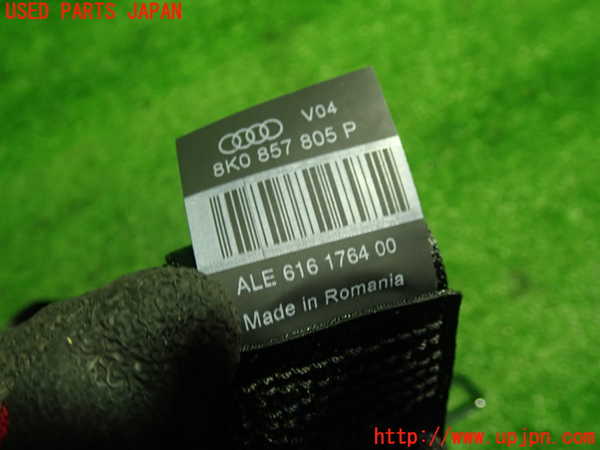 USED PARTS JAPAN
V04
8K0 857 805 P
ALE 616 1764 00
Made in Romania
http://www.upjpn.com